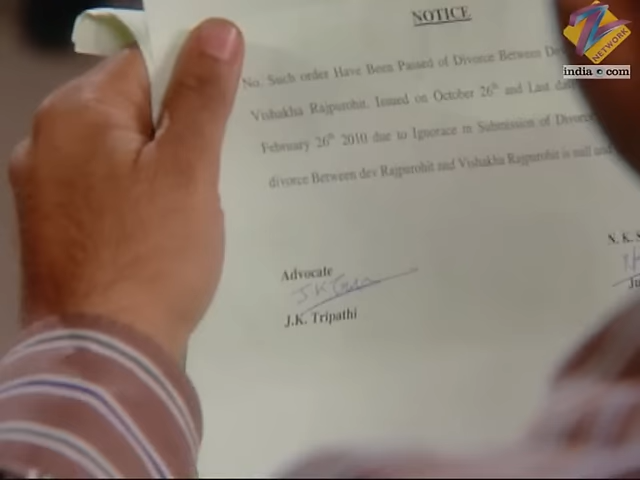 NOTICE
Z
NETWORK
india.com
No. Such order Have Been Passed of Divorce Between De
Vishakha Rajpurohit, Issued on October 26th and Last da
February 26th 2010 due to Ignorace in Submission of Divorce
divorce Between dev Rajpurohit and Vishakha Rajpurohit is null and
N. K. S
Advocate
Ju
J.K. Tripathi